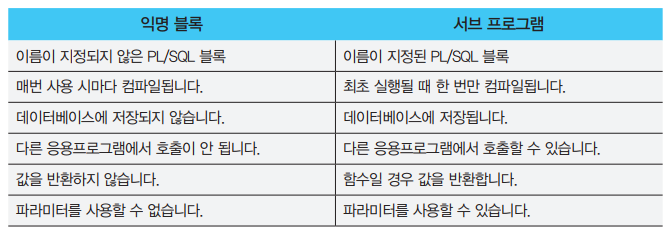 익명 블록 서브 프로그램
이름이 지정되지 않은 PL/SQL 블록 이름이 지정된 PL/SQL 블록
매번 사용 시마다 컴파일됩니다. 최초 실행될 때 한 번만 컴파일됩니다.
데이터베이스에 저장되지 않습니다. 데이터베이스에 저장됩니다.
다른 응용프로그램에서 호출이 안 됩니다. 다른 응용프로그램에서 호출할 수 있습니다.
값을 반환하지 않습니다. 함수일 경우 값을 반환합니다.
파라미터를 사용할 수 없습니다. 파라미터를 사용할 수 있습니다.